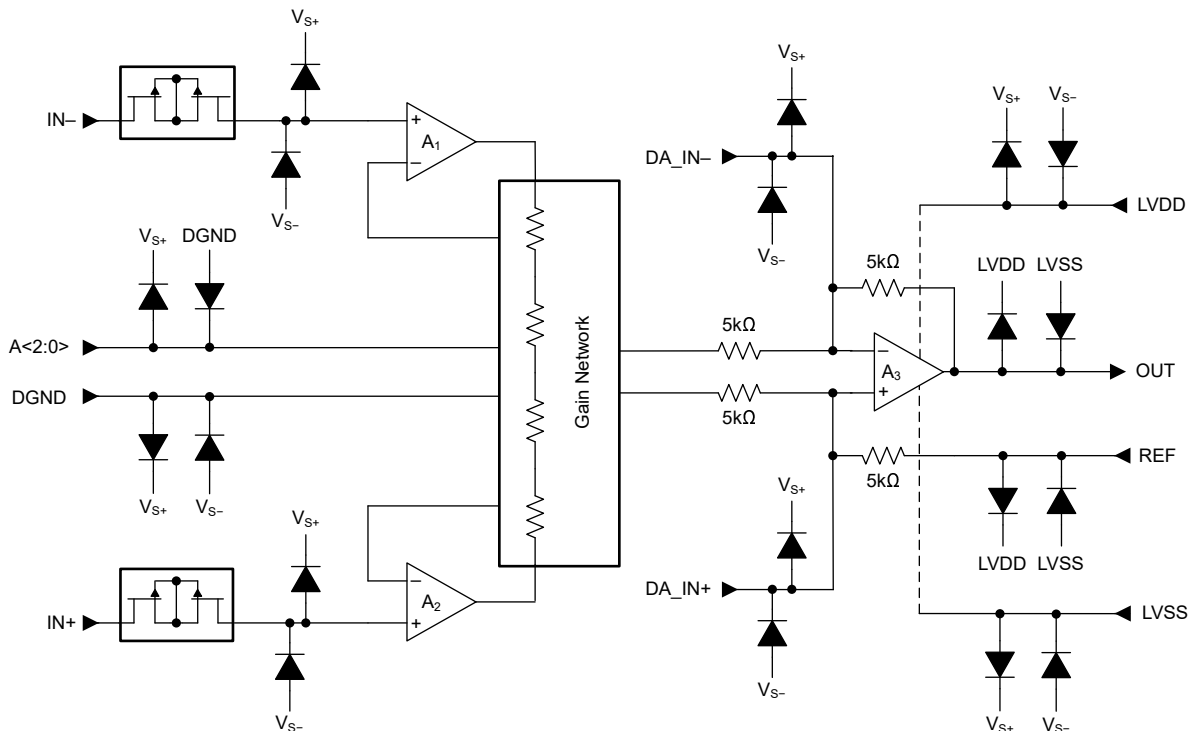 VS+
IN–
+
A1
–
VS–
VS+
DGND
A<2:0>
DGND
VS+
VS–
VS+
IN+
–
A2
+
VS–
Gain Network
VS+
DA_IN–
VS–
5kΩ
5kΩ
5kΩ
–
A3
+
5kΩ
VS+
DA_IN+
VS–
VS+
VS–
LVDD
LVDD
LVSS
OUT
REF
LVDD
LVSS
LVSS
VS+
VS–